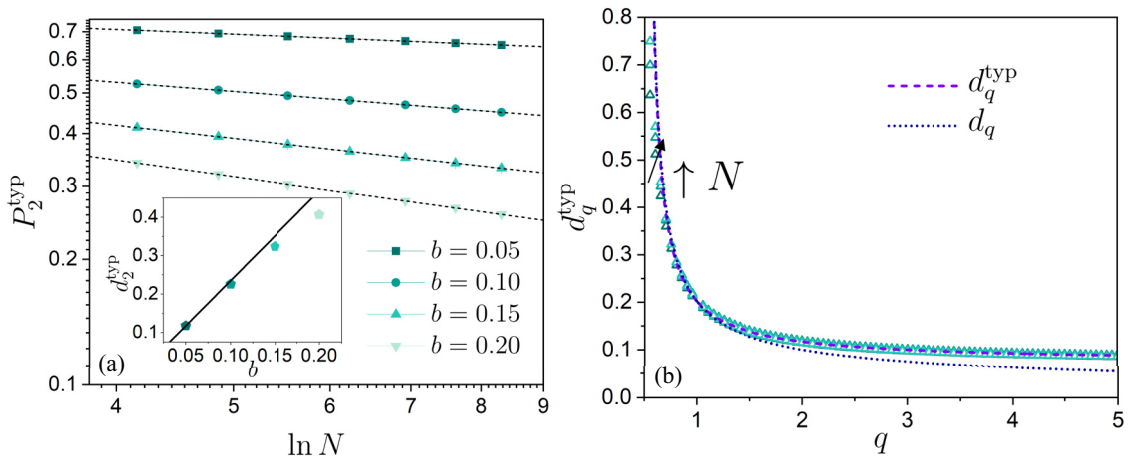 0.7
0.6
0.5
0.4
0.3
0.2
0.1
P_2^typ
4 5 6 7 8 9
ln N
(a)
b = 0.05
b = 0.10
b = 0.15
b = 0.20
0.4
0.3
0.2
0.1
d_2^typ
0.05 0.10 0.15 0.20
b
0.8
0.7
0.6
0.5
0.4
0.3
0.2
0.1
0.0
d_q^typ
1 2 3 4 5
q
(b)
↑ N
d_q^typ
d_q